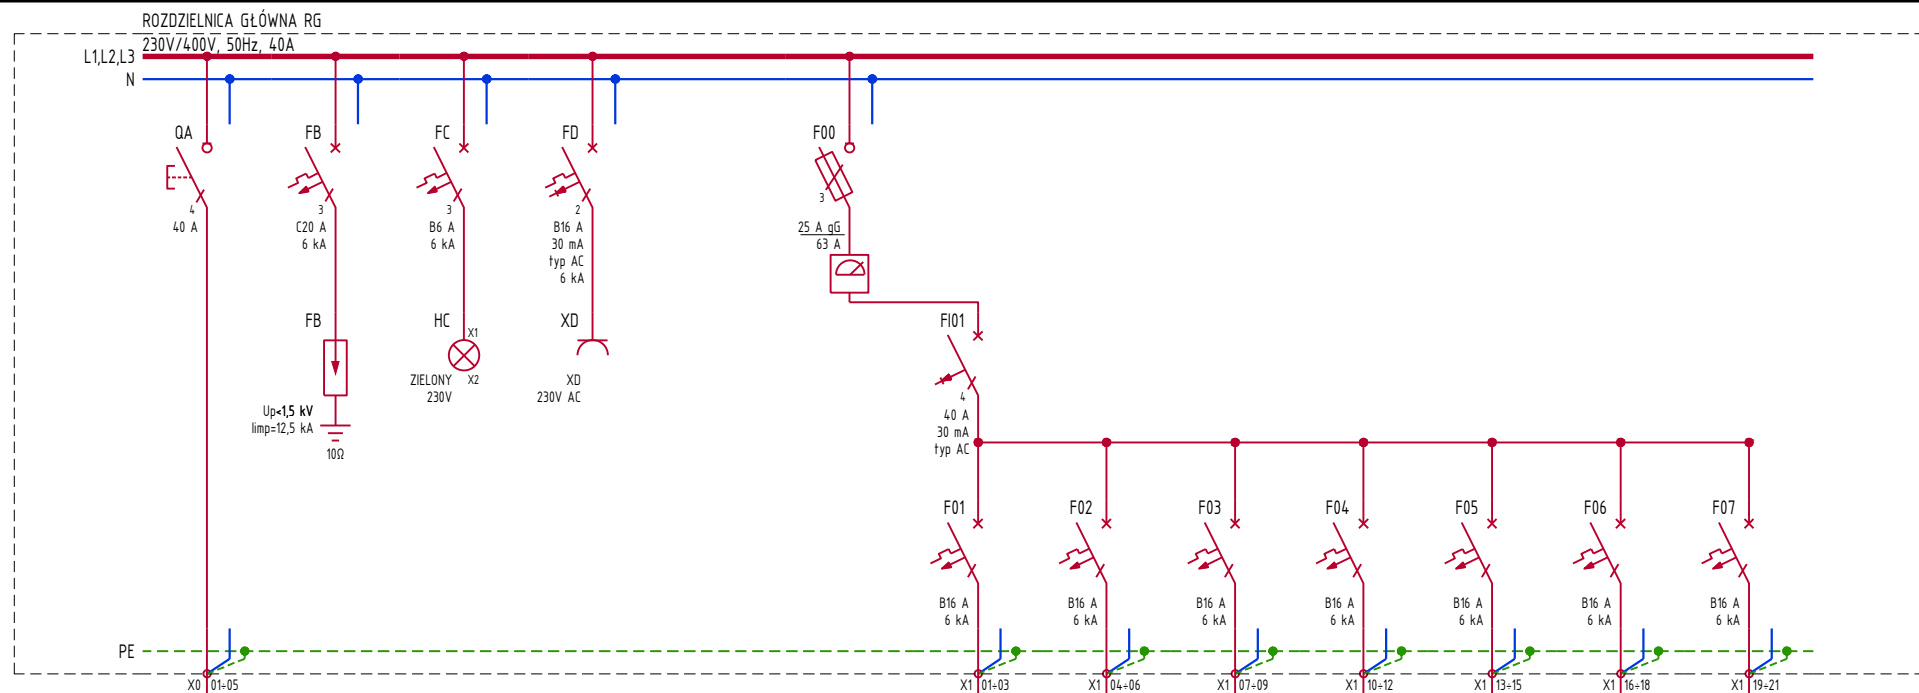 ROZDZIELNICA GŁÓWNA RG
230V/400V, 50Hz, 40A
L1,L2,L3
N
QA
4
40 A
FB
3
C20 A
6 kA
FC
3
B6 A
6 kA
FD
2
B16 A
30 mA
typ AC
6 kA
F00
3
25 A gG
63 A
FB
Up<1,5 kV
Iimp=12,5 kA
10Ω
HC
X1
X2
ZIELONY
230V
XD
XD
230V AC
FI01
4
40 A
30 mA
typ AC
F01
B16 A
6 kA
F02
B16 A
6 kA
F03
B16 A
6 kA
F04
B16 A
6 kA
F05
B16 A
6 kA
F06
B16 A
6 kA
F07
B16 A
6 kA
PE
X0 01÷05
X1 01÷03
X1 04÷06
X1 07÷09
X1 10÷12
X1 13÷15
X1 16÷18
X1 19÷21